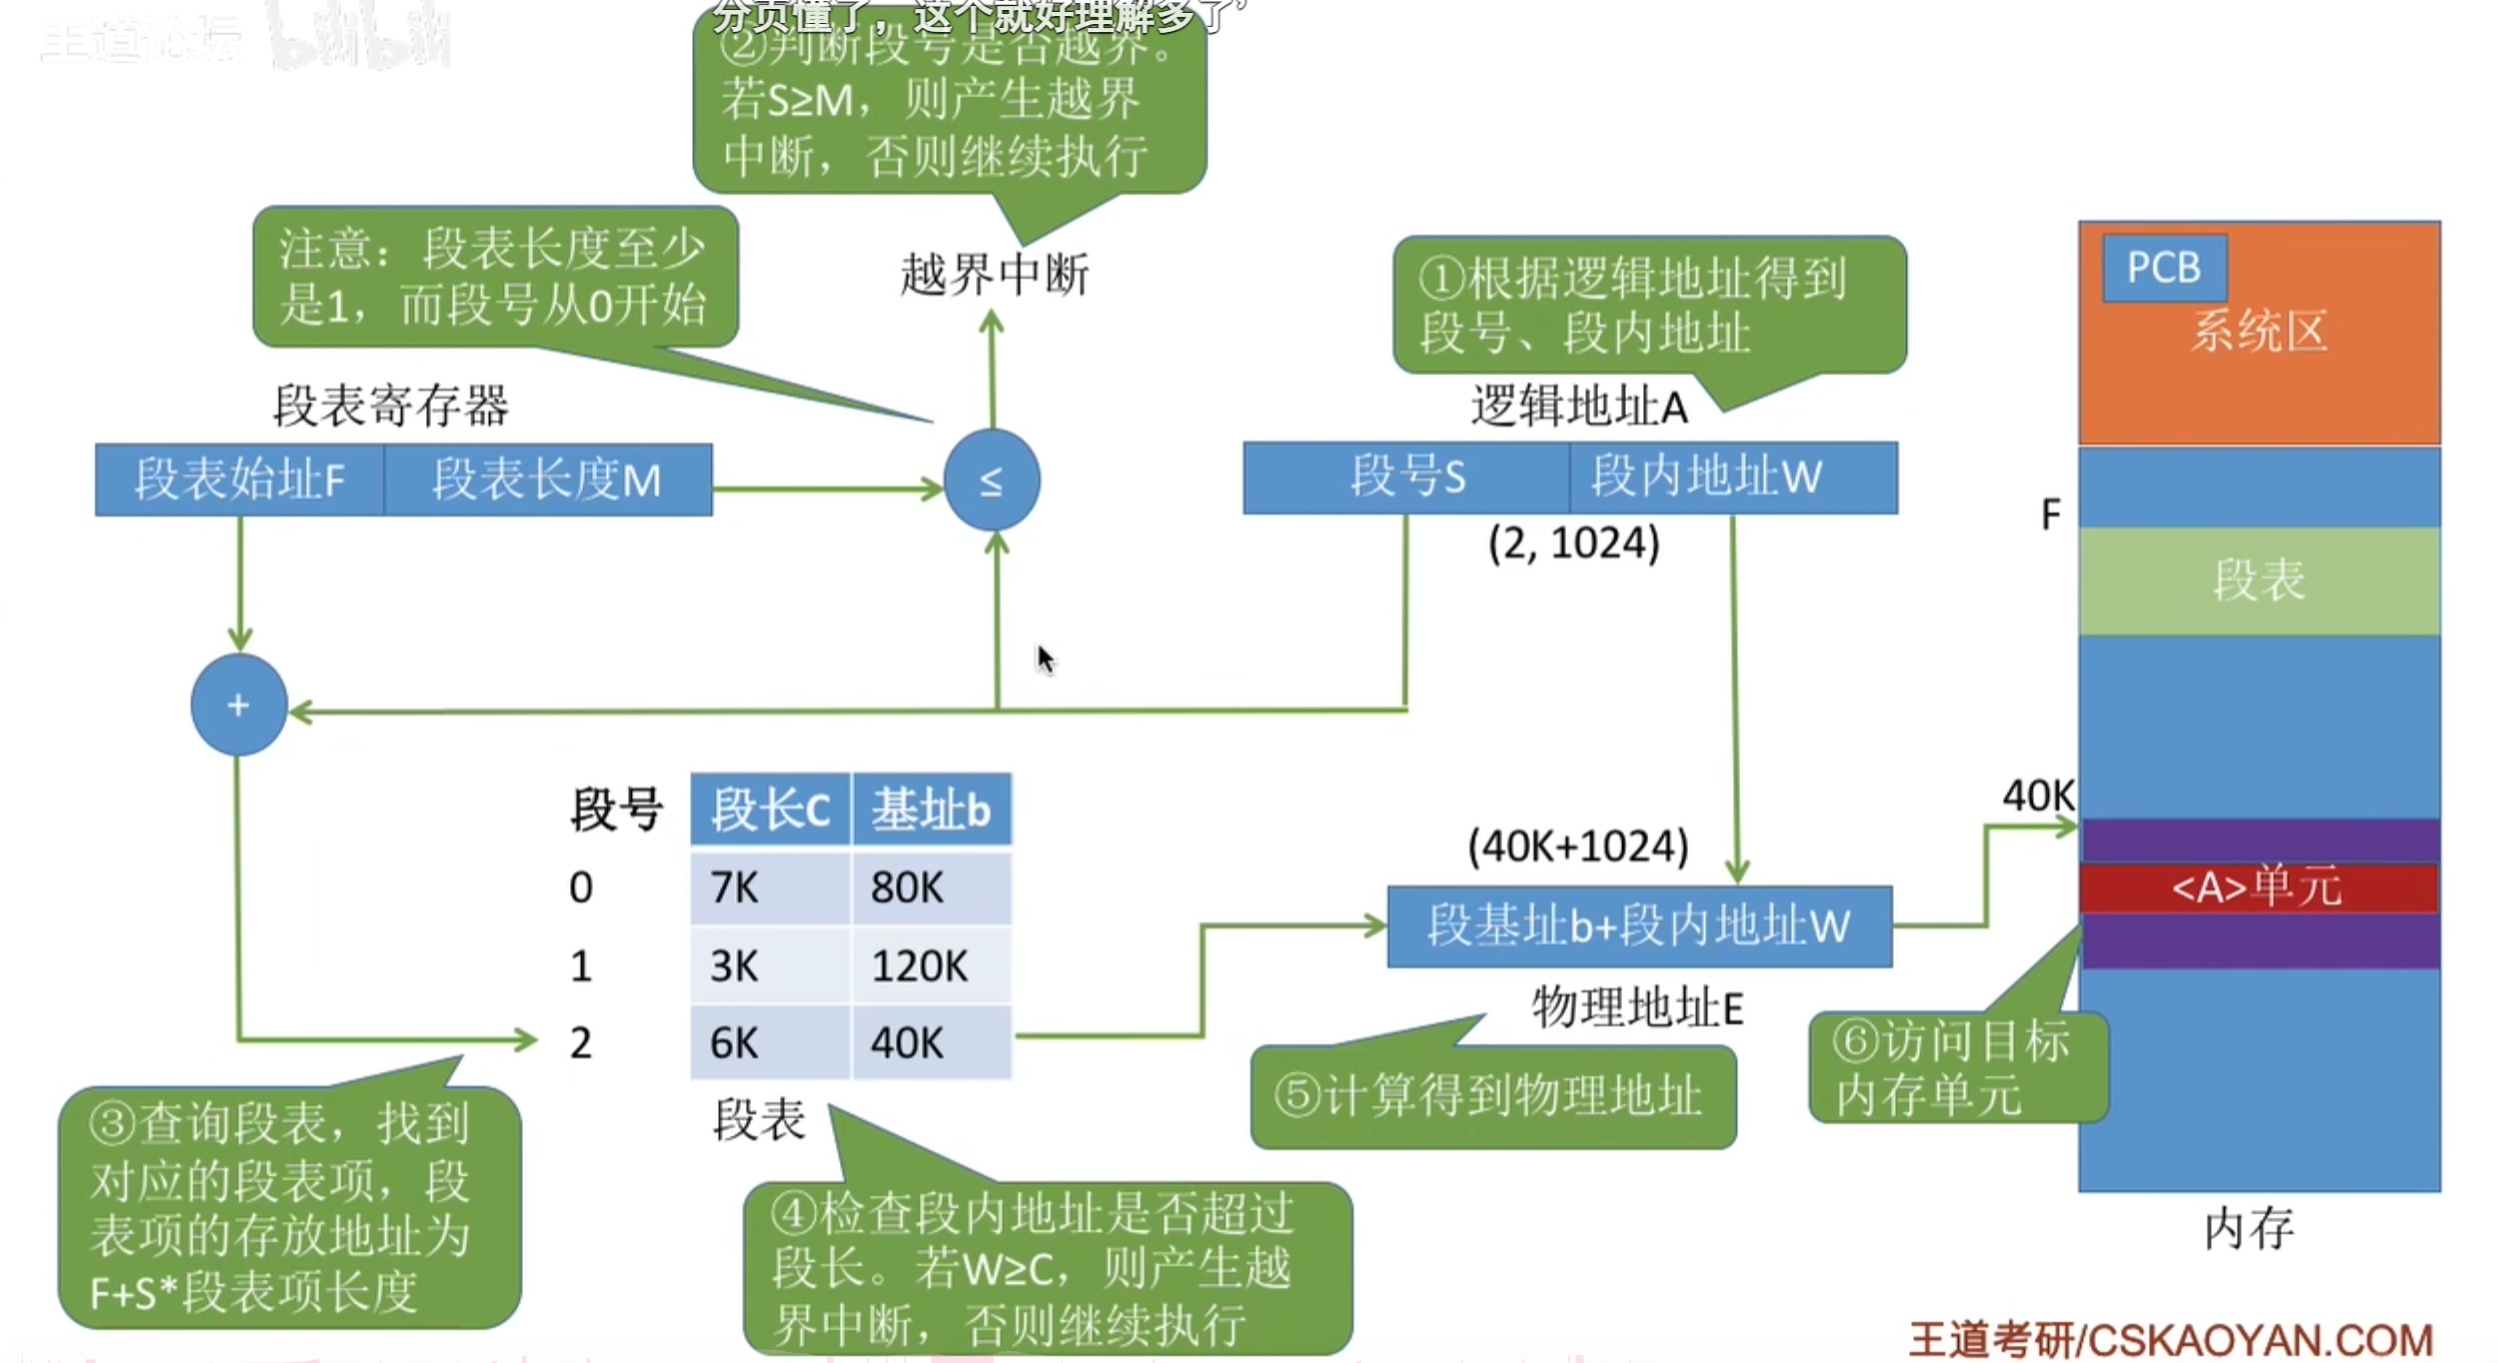 王道论坛 bilibili
分页懂了，这个就好理解多了’
②判断段号是否越界。
若S≥M，则产生越界
中断，否则继续执行
注意：段表长度至少
是1，而段号从0开始
越界中断
①根据逻辑地址得到
段号、段内地址
PCB
系统区
段表寄存器
逻辑地址A
段表始址F 段表长度M
≤
段号S 段内地址W
(2, 1024)
F
段表
+
段号 段长C 基址b
0 7K 80K
1 3K 120K
2 6K 40K
段表
40K
(40K+1024)
<A>单元
段基址b+段内地址W
物理地址E
③查询段表，找到
对应的段表项，段
表项的存放地址为
F+S*段表项长度
④检查段内地址是否超过
段长。若W≥C，则产生越
界中断，否则继续执行
⑤计算得到物理地址
⑥访问目标
内存单元
内存
王道考研/CSKAOYAN.COM